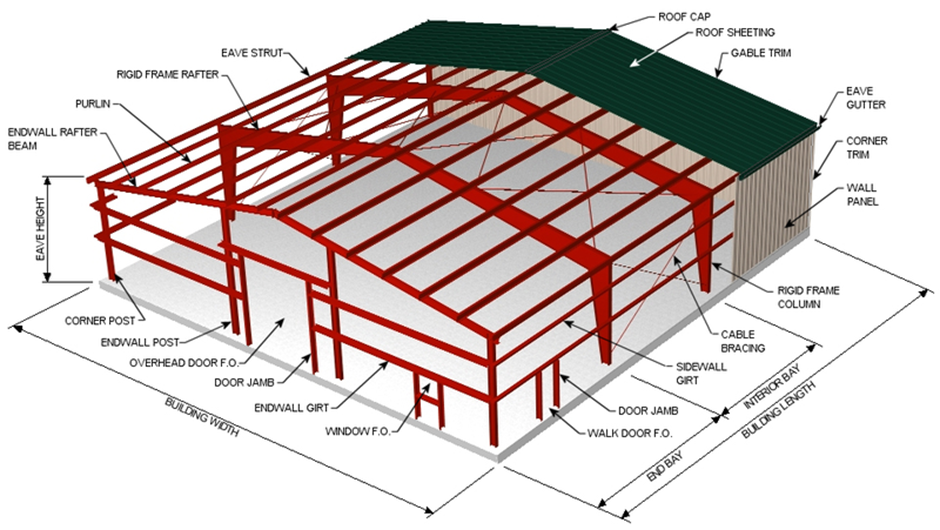 ROOF CAP
ROOF SHEETING
GABLE TRIM
EAVE STRUT
RIGID FRAME RAFTER
PURLIN
ENDWALL RAFTER
BEAM
EAVE
GUTTER
CORNER
TRIM
WALL
PANEL
EAVE HEIGHT
RIGID FRAME
COLUMN
CORNER POST
ENDWALL POST
OVERHEAD DOOR F.O.
DOOR JAMB
ENDWALL GIRT
WINDOW F.O.
CABLE
BRACING
SIDEWALL
GIRT
DOOR JAMB
WALK DOOR F.O.
BUILDING WIDTH
INTERIOR BAY
BUILDING LENGTH
END BAY